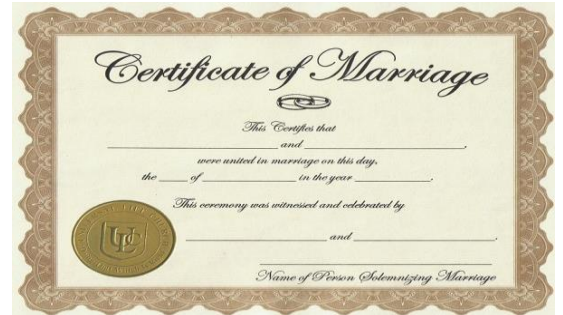 Certificate of Marriage
This Certifies that
and
were united in marriage on this day,
the of in the year
This ceremony was witnessed and celebrated by
and
Name of Person Solemnizing Marriage
ULC